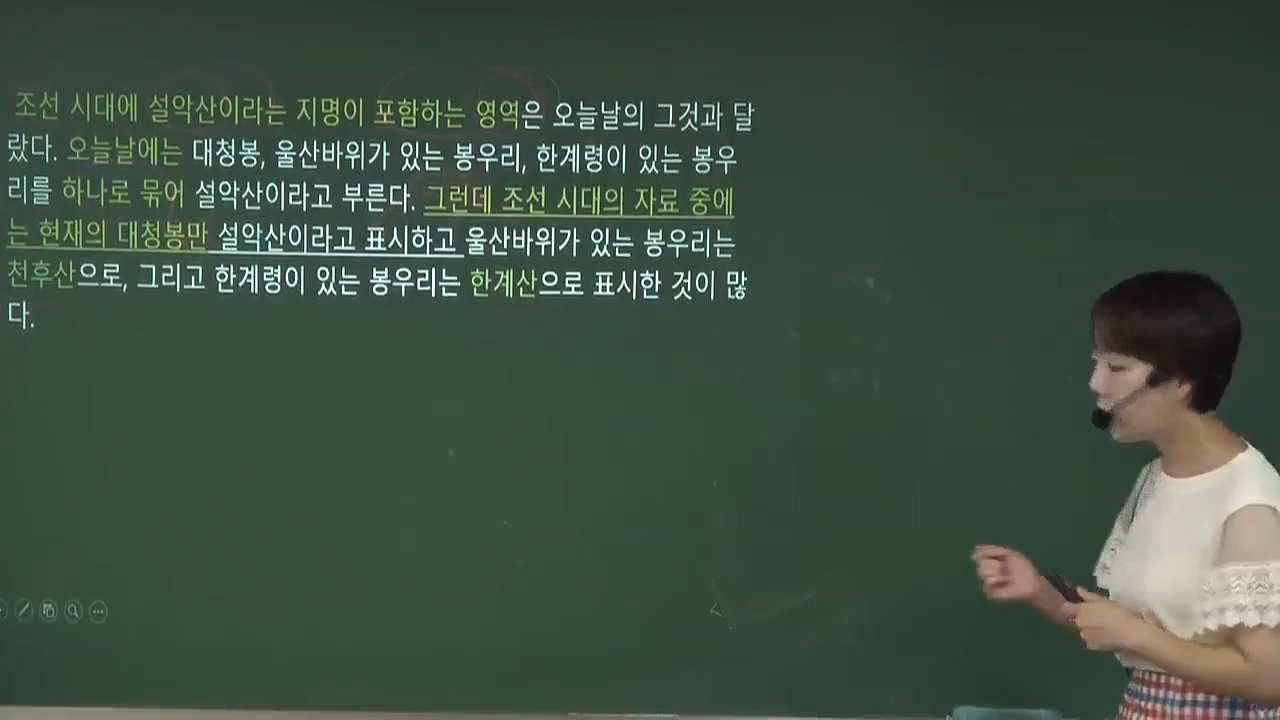 조선 시대에 설악산이라는 지명이 포함하는 영역은 오늘날의 그것과 달
랐다. 오늘날에는 대청봉, 울산바위가 있는 봉우리, 한계령이 있는 봉우
리를 하나로 묶어 설악산이라고 부른다. 그런데 조선 시대의 자료 중에
는 현재의 대청봉만 설악산이라고 표시하고 울산바위가 있는 봉우리는
천후산으로, 그리고 한계령이 있는 봉우리는 한계산으로 표시한 것이 많
다.